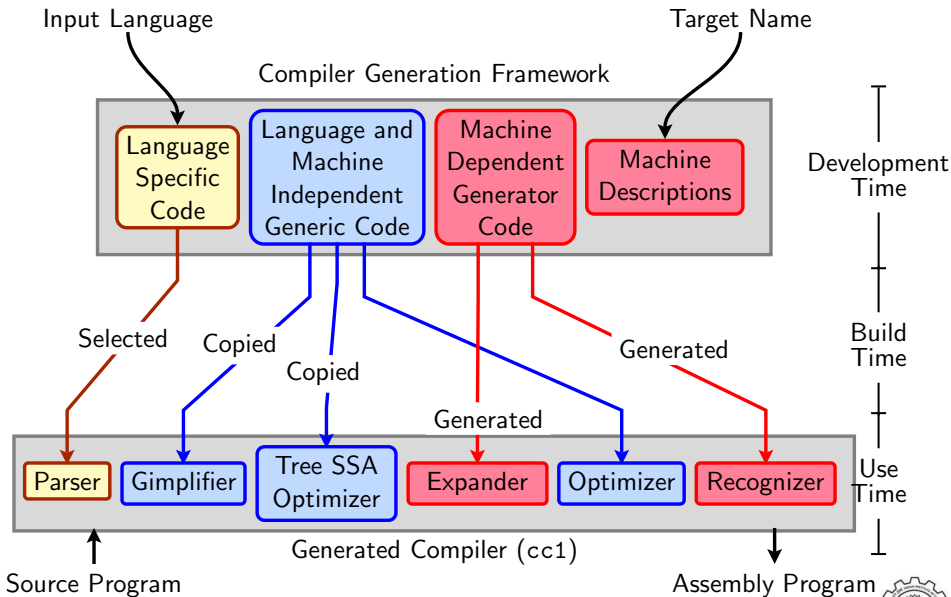 Input Language
Target Name
Compiler Generation Framework
Language
Specific
Code
Language and
Machine
Independent
Generic Code
Machine
Dependent
Generator
Code
Machine
Descriptions
Development
Time
Selected
Copied
Copied
Generated
Generated
Build
Time
Parser
Gimplifier
Tree SSA
Optimizer
Expander
Optimizer
Recognizer
Use
Time
Generated Compiler (cc1)
Source Program
Assembly Program